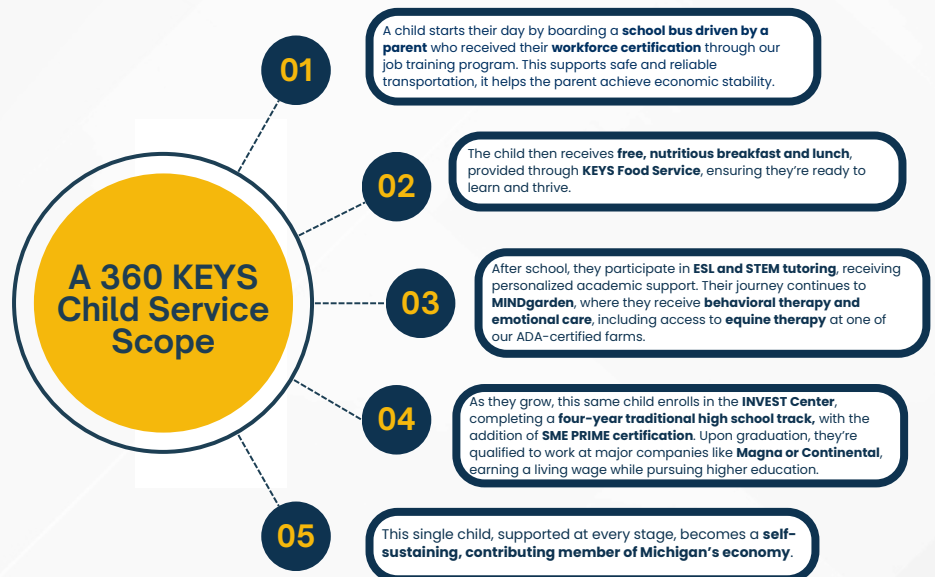 A 360 KEYS
Child Service
Scope
01
A child starts their day by boarding a school bus driven by a
parent who received their workforce certification through our
job training program. This supports safe and reliable
transportation, it helps the parent achieve economic stability.
02
The child then receives free, nutritious breakfast and lunch,
provided through KEYS Food Service, ensuring they're ready to
learn and thrive.
03
After school, they participate in ESL and STEM tutoring, receiving
personalized academic support. Their journey continues to
MINDgarden, where they receive behavioral therapy and
emotional care, including access to equine therapy at one of
our ADA-certified farms.
04
As they grow, this same child enrolls in the INVEST Center,
completing a four-year traditional high school track, with the
addition of SME PRIME certification. Upon graduation, they're
qualified to work at major companies like Magna or Continental,
earning a living wage while pursuing higher education.
05
This single child, supported at every stage, becomes a self-
sustaining, contributing member of Michigan's economy.